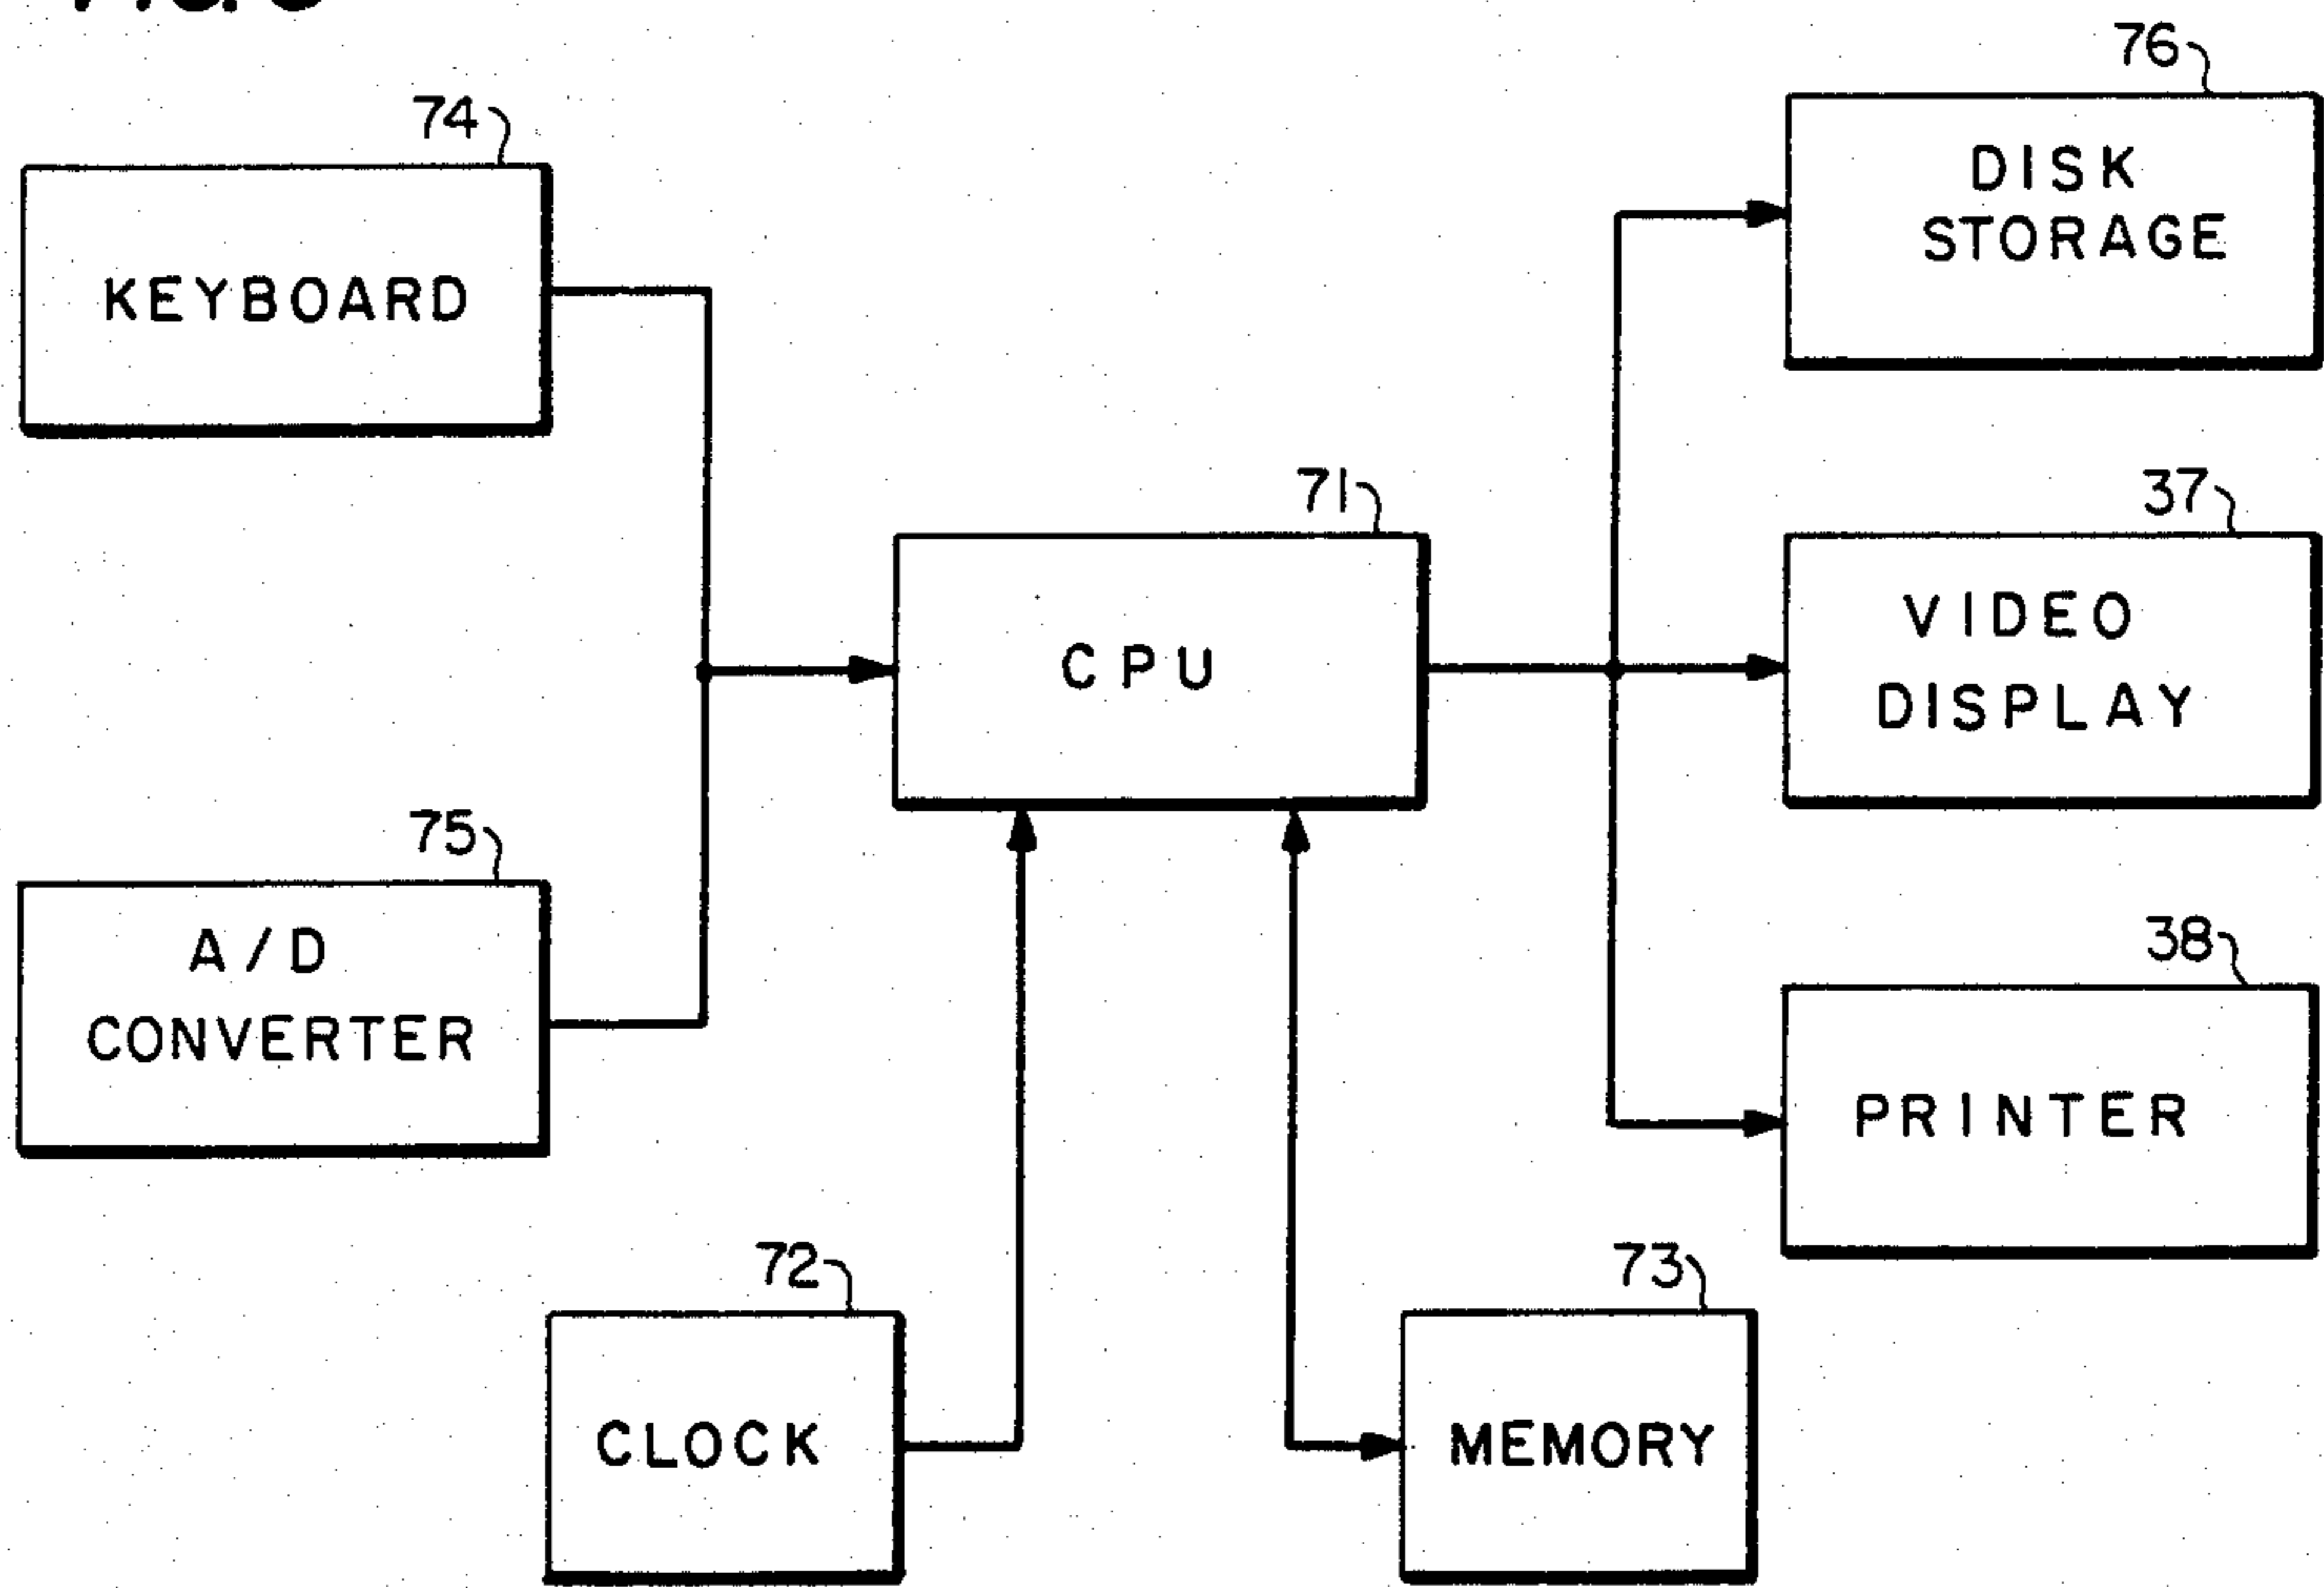 76
74
DISK
STORAGE
KEYBOARD
71
37
VIDEO
CPU
DISPLAY
75
A/D
38
CONVERTER
PRINTER
72
73
CLOCK
MEMORY